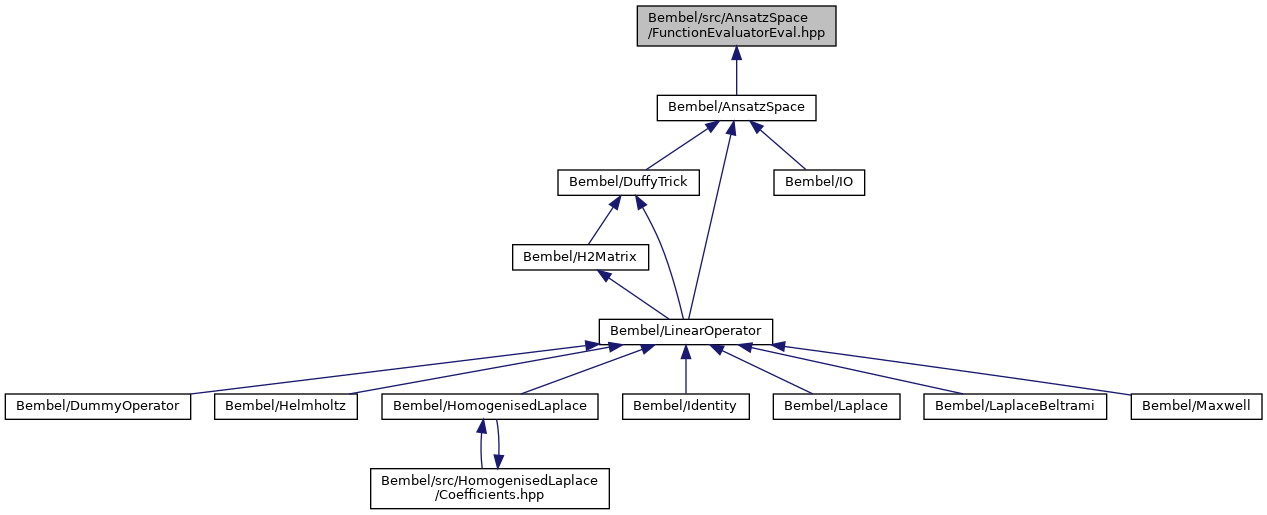 Bembel/src/AnsatzSpace
/FunctionEvaluatorEval.hpp
Bembel/AnsatzSpace
Bembel/DuffyTrick
Bembel/IO
Bembel/H2Matrix
Bembel/LinearOperator
Bembel/DummyOperator
Bembel/Helmholtz
Bembel/HomogenisedLaplace
Bembel/Identity
Bembel/Laplace
Bembel/LaplaceBeltrami
Bembel/Maxwell
Bembel/src/HomogenisedLaplace
/Coefficients.hpp